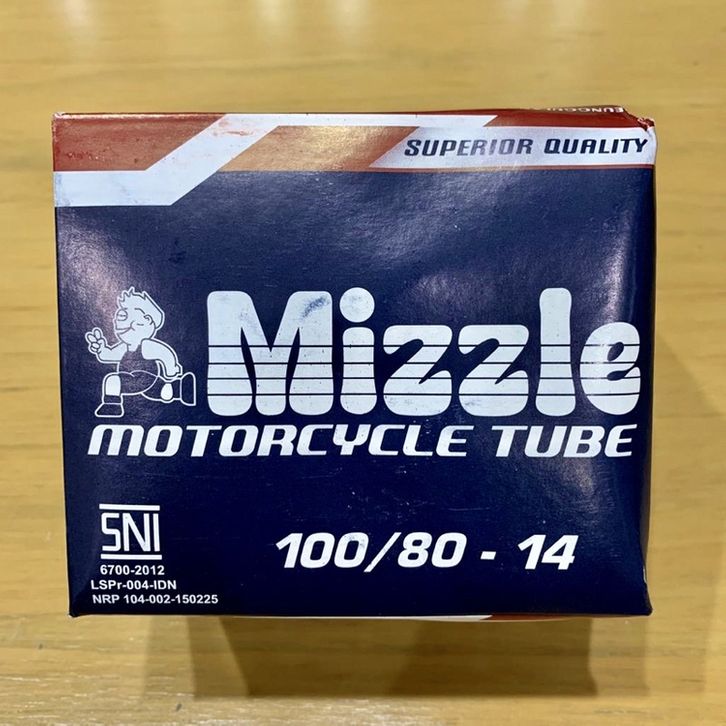 SUPERIOR QUALITY
Mizzle
MOTORCYCLE TUBE
SNI
6700-2012
LSPr-004-IDN
NRP 104-002-150225
100/80 - 14